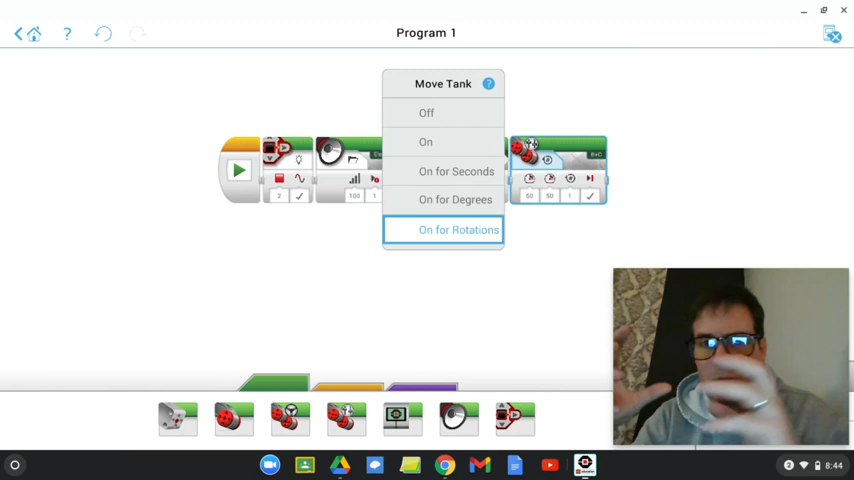 ?
Program 1
Move Tank ?
Off
On
On for Seconds
On for Degrees
On for Rotations
B+C
2
100 1
50 50 1
2 8:44